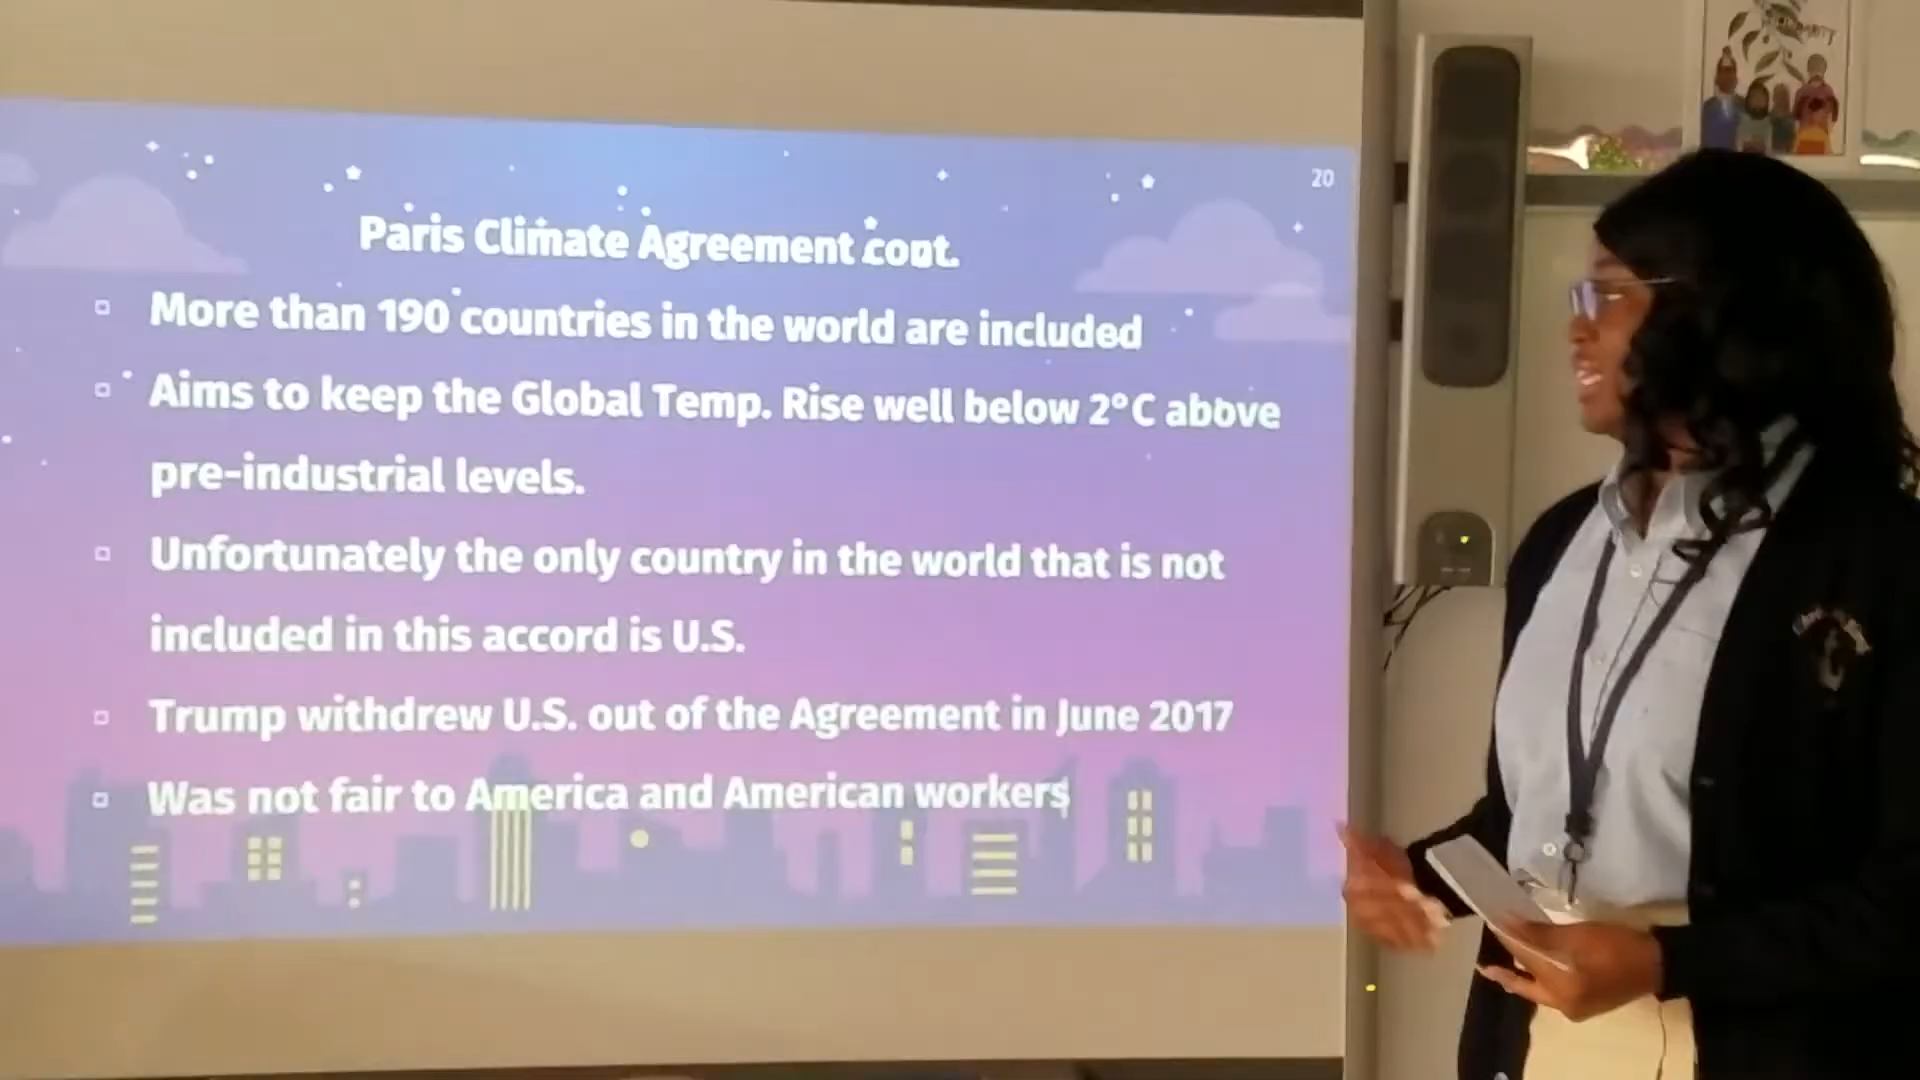 20
Paris Climate Agreement cont.
More than 190 countries in the world are included
Aims to keep the Global Temp. Rise well below 2°C above
pre-industrial levels.
Unfortunately the only country in the world that is not
included in this accord is U.S.
Trump withdrew U.S. out of the Agreement in June 2017
Was not fair to America and American workers